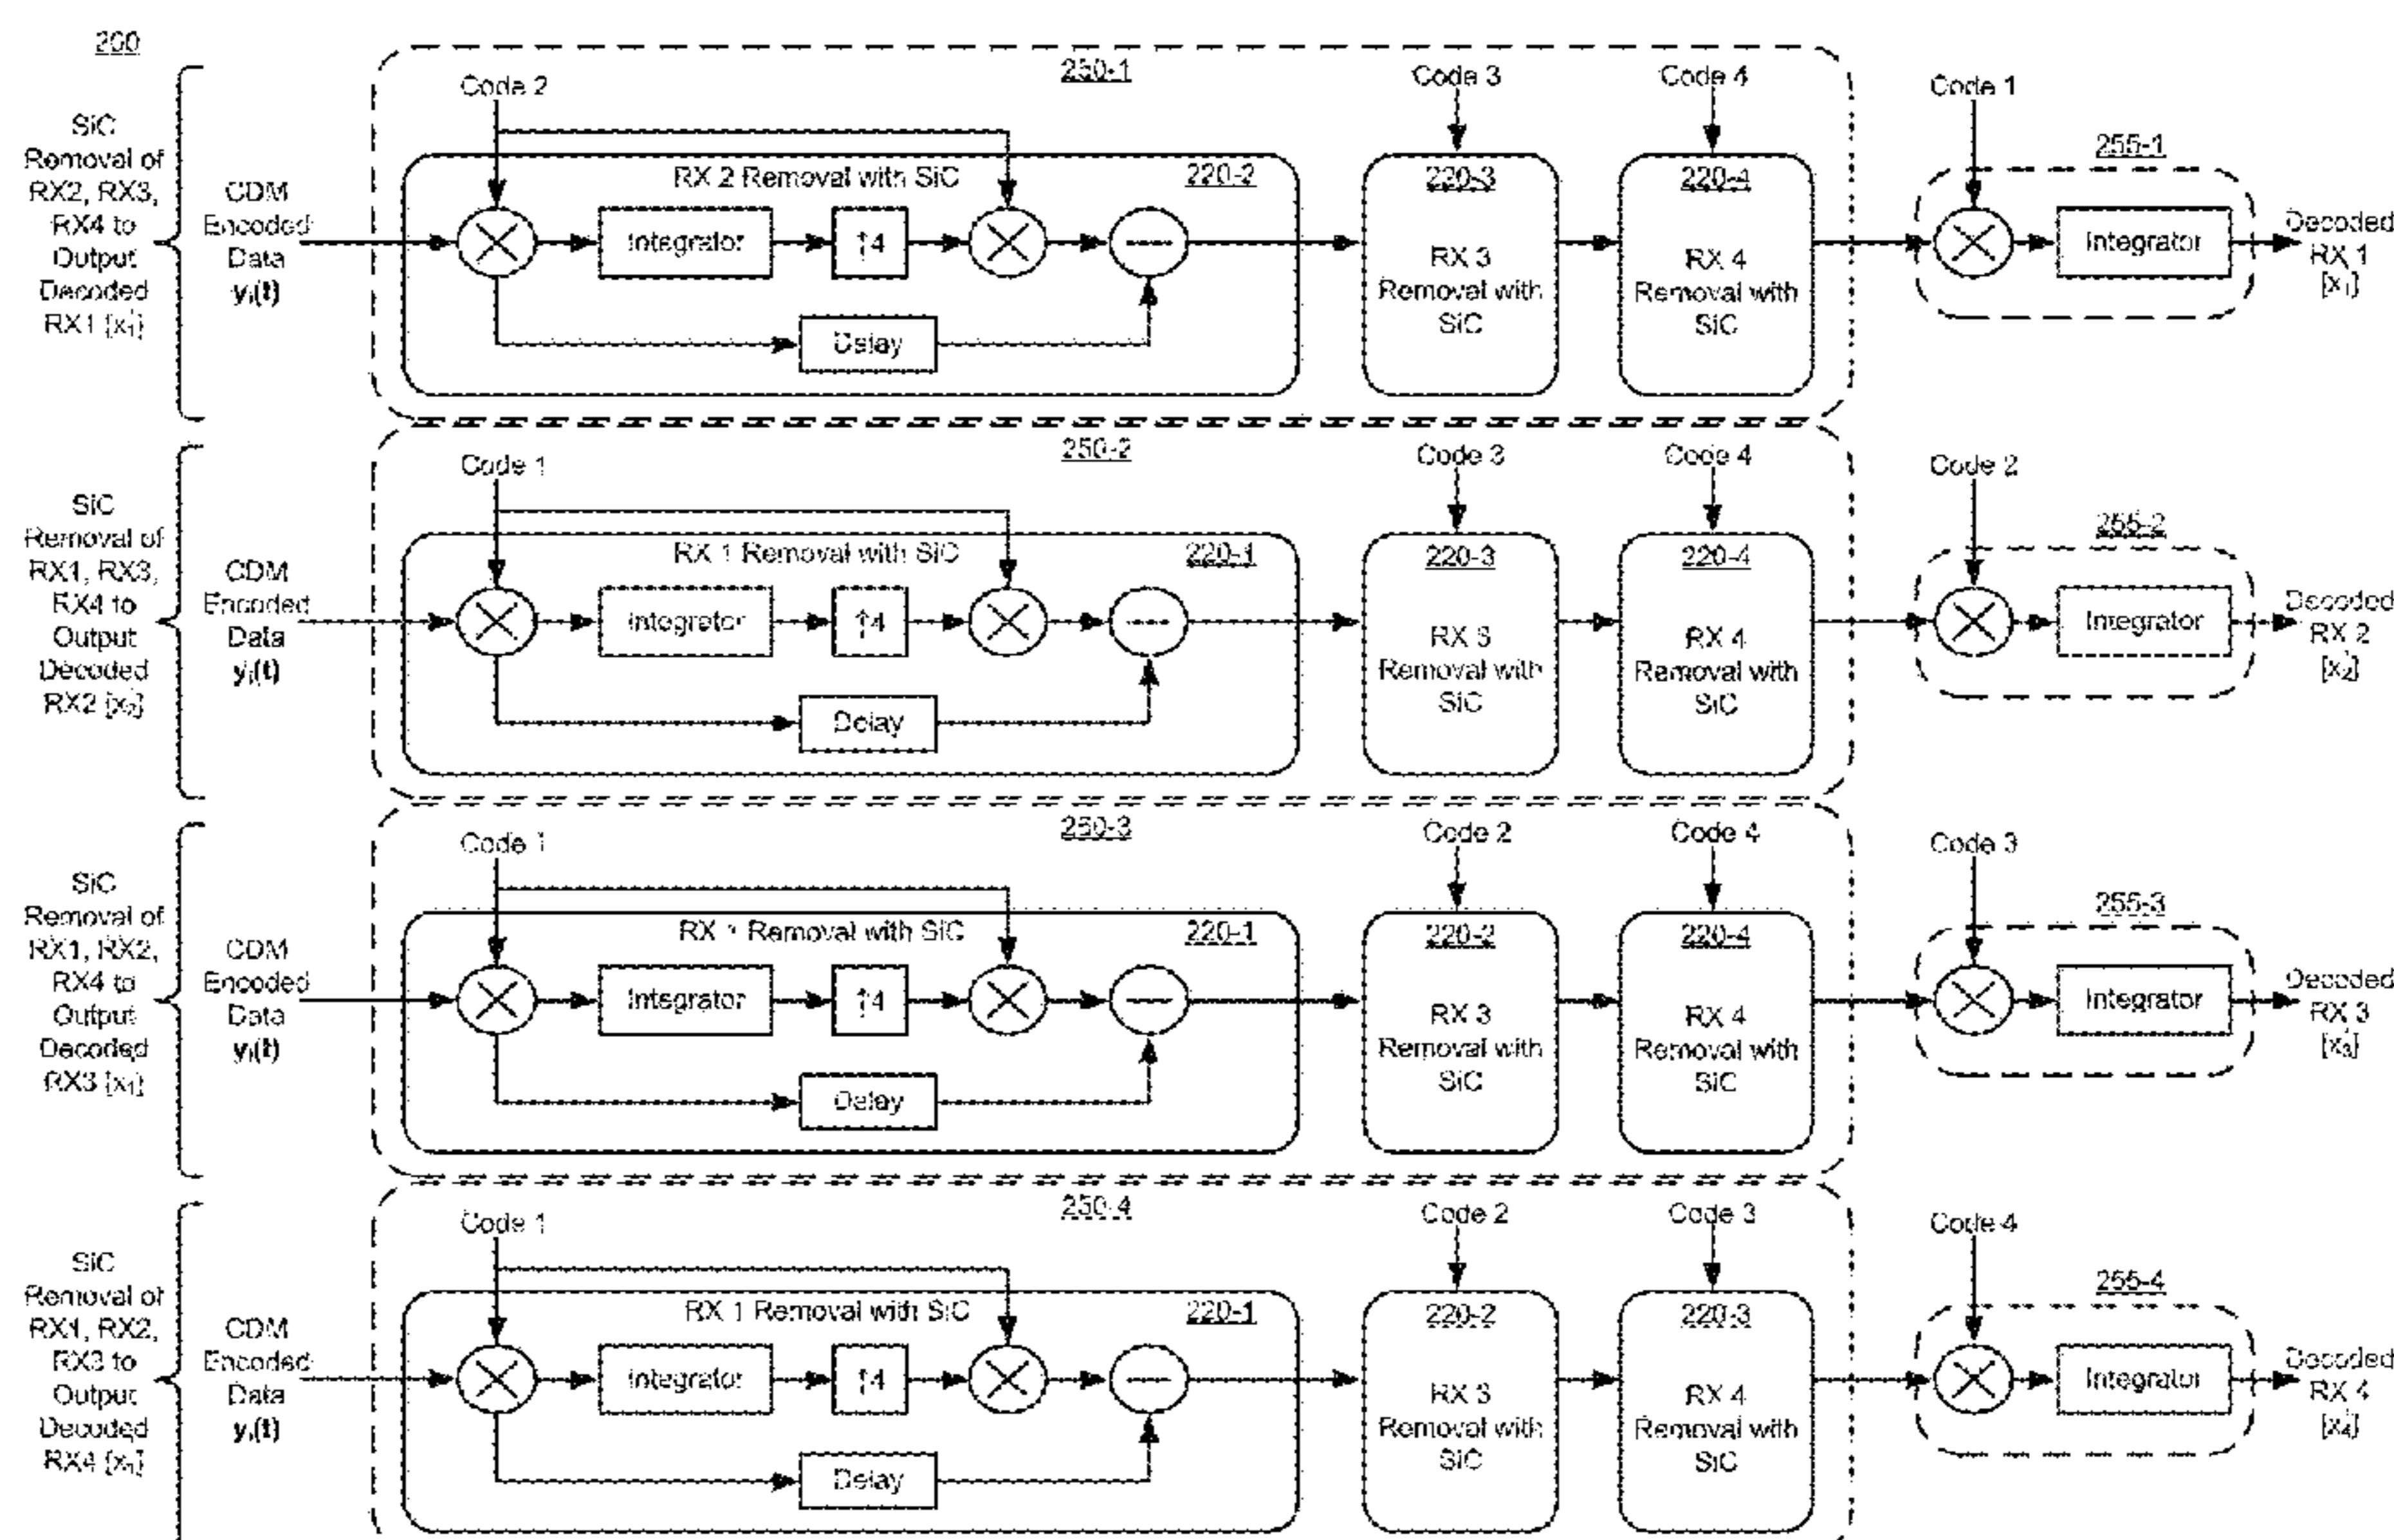 200
SiC
Removal of
RX2, RX3,
RX4 to
Output
Decoded
RX1 [x₁]
CDM
Encoded
Data
yᵢ(t)
250-1
Code 2
Code 3
Code 4
Code 1
RX 2 Removal with SiC
220-2
Integrator
↑4
Delay
220-3
RX 3
Removal with
SiC
220-4
RX 4
Removal with
SiC
255-1
Integrator
Decoded
RX 1
[x₁]
SiC
Removal of
RX1, RX3,
RX4 to
Output
Decoded
RX2 [x₂]
CDM
Encoded
Data
yᵢ(t)
250-2
Code 1
Code 3
Code 4
Code 2
RX 1 Removal with SiC
220-1
Integrator
↑4
Delay
220-3
RX 3
Removal with
SiC
220-4
RX 4
Removal with
SiC
255-2
Integrator
Decoded
RX 2
[x₂]
SiC
Removal of
RX1, RX2,
RX4 to
Output
Decoded
RX3 [x₁]
CDM
Encoded
Data
yᵢ(t)
250-3
Code 1
Code 2
Code 4
Code 3
RX 1 Removal with SiC
220-1
Integrator
↑4
Delay
220-2
RX 3
Removal with
SiC
220-4
RX 4
Removal with
SiC
255-3
Integrator
Decoded
RX 3
[x₃]
SiC
Removal of
RX1, RX2,
RX3 to
Output
Decoded
RX4 [x₁]
CDM
Encoded
Data
yᵢ(t)
250-4
Code 1
Code 2
Code 3
Code 4
RX 1 Removal with SiC
220-1
Integrator
↑4
Delay
220-2
RX 3
Removal with
SiC
220-3
RX 4
Removal with
SiC
255-4
Integrator
Decoded
RX 4
[x₄]